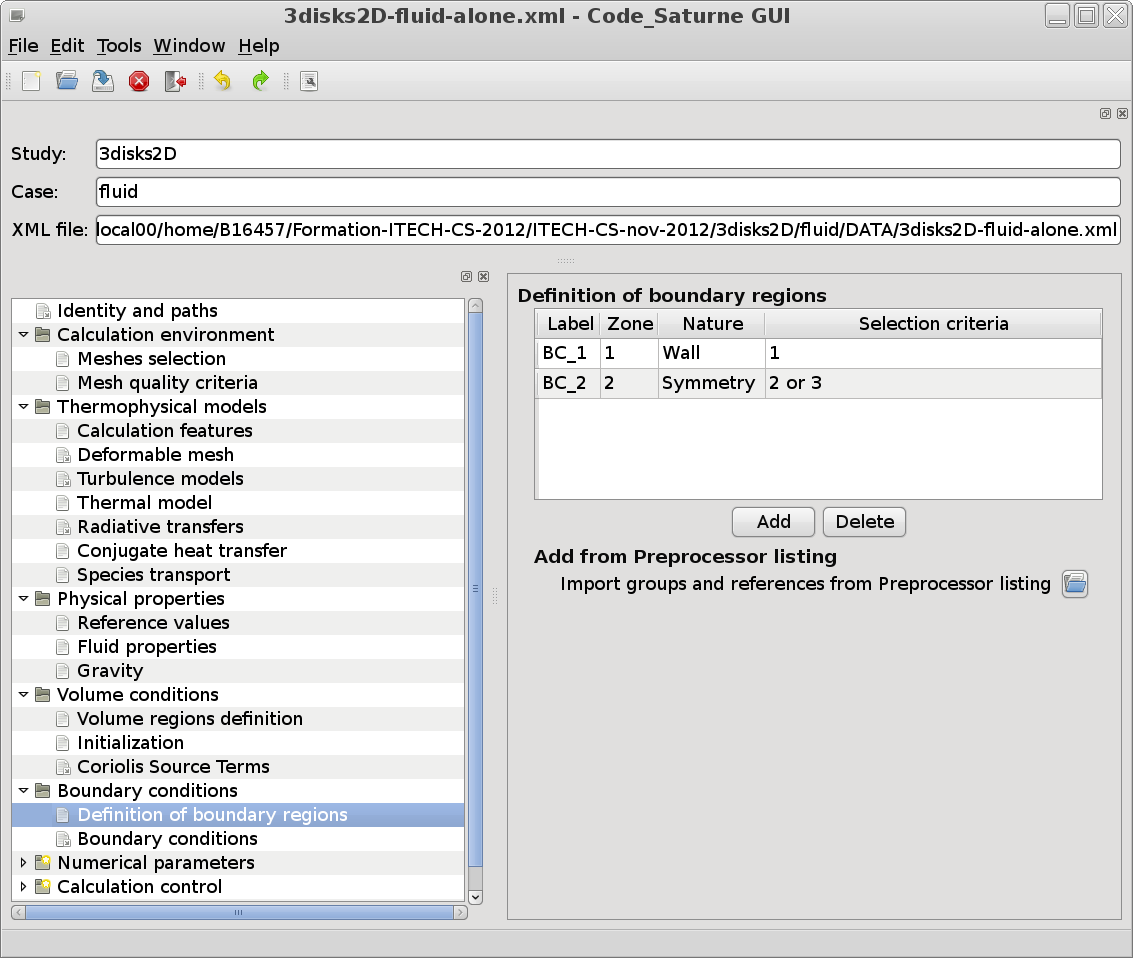 3disks2D-fluid-alone.xml - Code_Saturne GUI
File Edit Tools Window Help
Study: 3disks2D
Case: fluid
XML file: local00/home/B16457/Formation-ITECH-CS-2012/ITECH-CS-nov-2012/3disks2D/fluid/DATA/3disks2D-fluid-alone.xml
Identity and paths
Calculation environment
Meshes selection
Mesh quality criteria
Thermophysical models
Calculation features
Deformable mesh
Turbulence models
Thermal model
Radiative transfers
Conjugate heat transfer
Species transport
Physical properties
Reference values
Fluid properties
Gravity
Volume conditions
Volume regions definition
Initialization
Coriolis Source Terms
Boundary conditions
Definition of boundary regions
Boundary conditions
Numerical parameters
Calculation control
Definition of boundary regions
Label Zone Nature Selection criteria
BC_1 1 Wall 1
BC_2 2 Symmetry 2 or 3
Add Delete
Add from Preprocessor listing
Import groups and references from Preprocessor listing